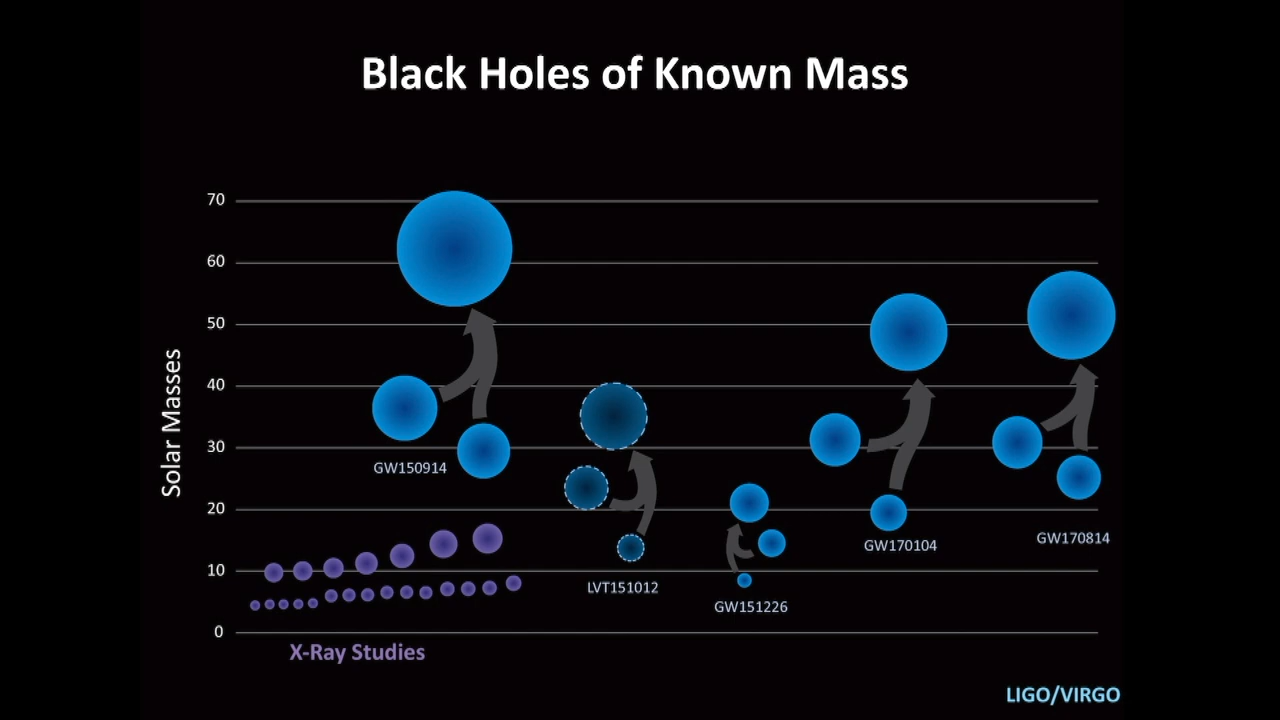 Black Holes of Known Mass
70
60
50
40
30
20
10
0
Solar Masses
GW150914
LVT151012
GW151226
GW170104
GW170814
X-Ray Studies
LIGO/VIRGO